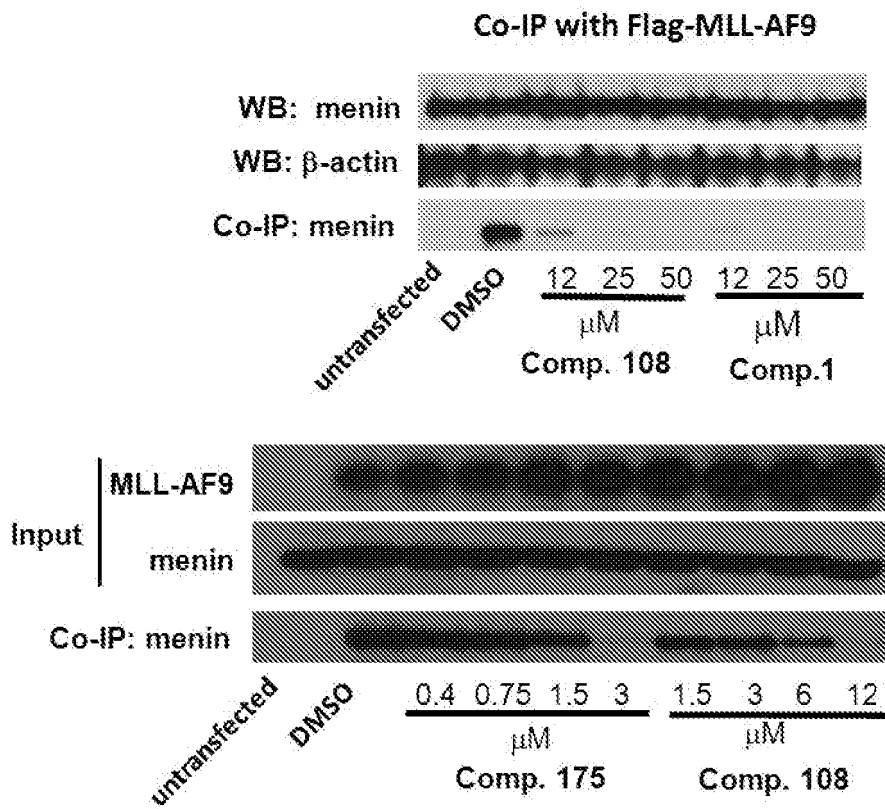 Co-IP with Flag-MLL-AF9
WB: menin
WB: β-actin
Co-IP: menin
untransfected
DMSO
12 25 50
12 25 50
μM
μM
Comp. 108
Comp.1
Input
MLL-AF9
menin
Co-IP: menin
untransfected
DMSO
0.4 0.75 1.5 3
1.5 3 6 12
μM
μM
Comp. 175
Comp. 108